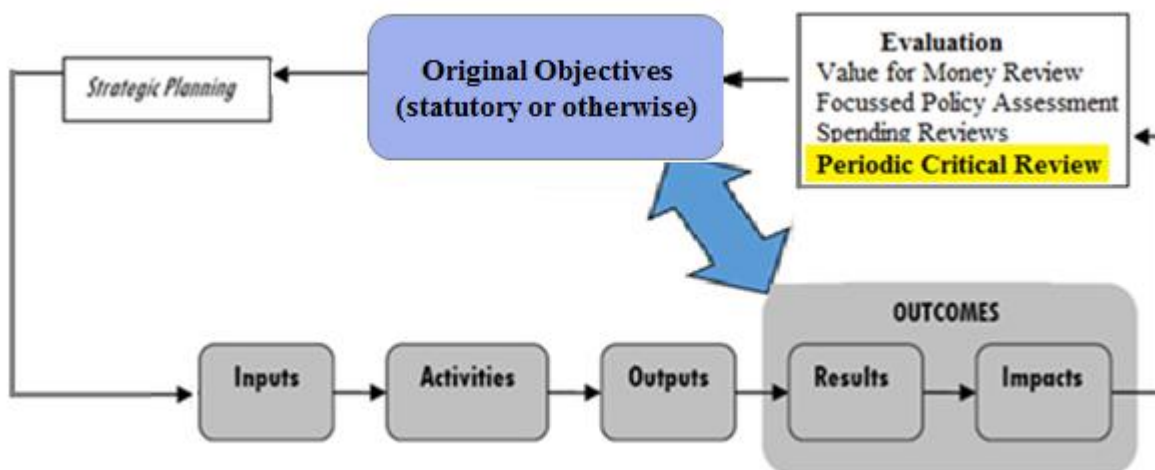 Strategic Planning
Original Objectives
(statutory or otherwise)
Evaluation
Value for Money Review
Focussed Policy Assessment
Spending Reviews
Periodic Critical Review
OUTCOMES
Inputs
Activities
Outputs
Results
Impacts